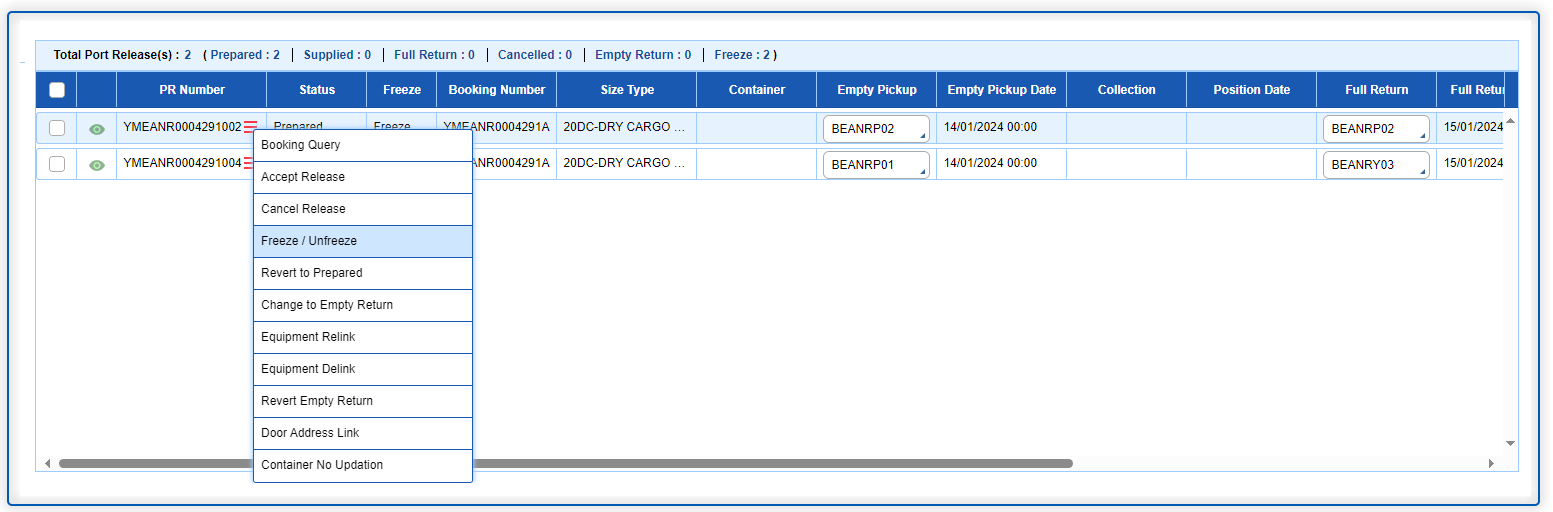 Total Port Release(s) : 2 ( Prepared : 2 | Supplied : 0 | Full Return : 0 | Cancelled : 0 | Empty Return : 0 | Freeze : 2 )
PR Number Status Freeze Booking Number Size Type Container Empty Pickup Empty Pickup Date Collection Position Date Full Return Full
YMEANR0004291002 Prepared Freeze YMEANR0004291A 20DC-DRY CARGO ... BEANRP02 14/01/2024 00:00 BEANRP02 15/01/2024
YMEANR0004291004 ANR0004291A 20DC-DRY CARGO ... BEANRP01 14/01/2024 00:00 BEANRY03 15/01/2024
Booking Query
Accept Release
Cancel Release
Freeze / Unfreeze
Revert to Prepared
Change to Empty Return
Equipment Relink
Equipment Delink
Revert Empty Return
Door Address Link
Container No Updation